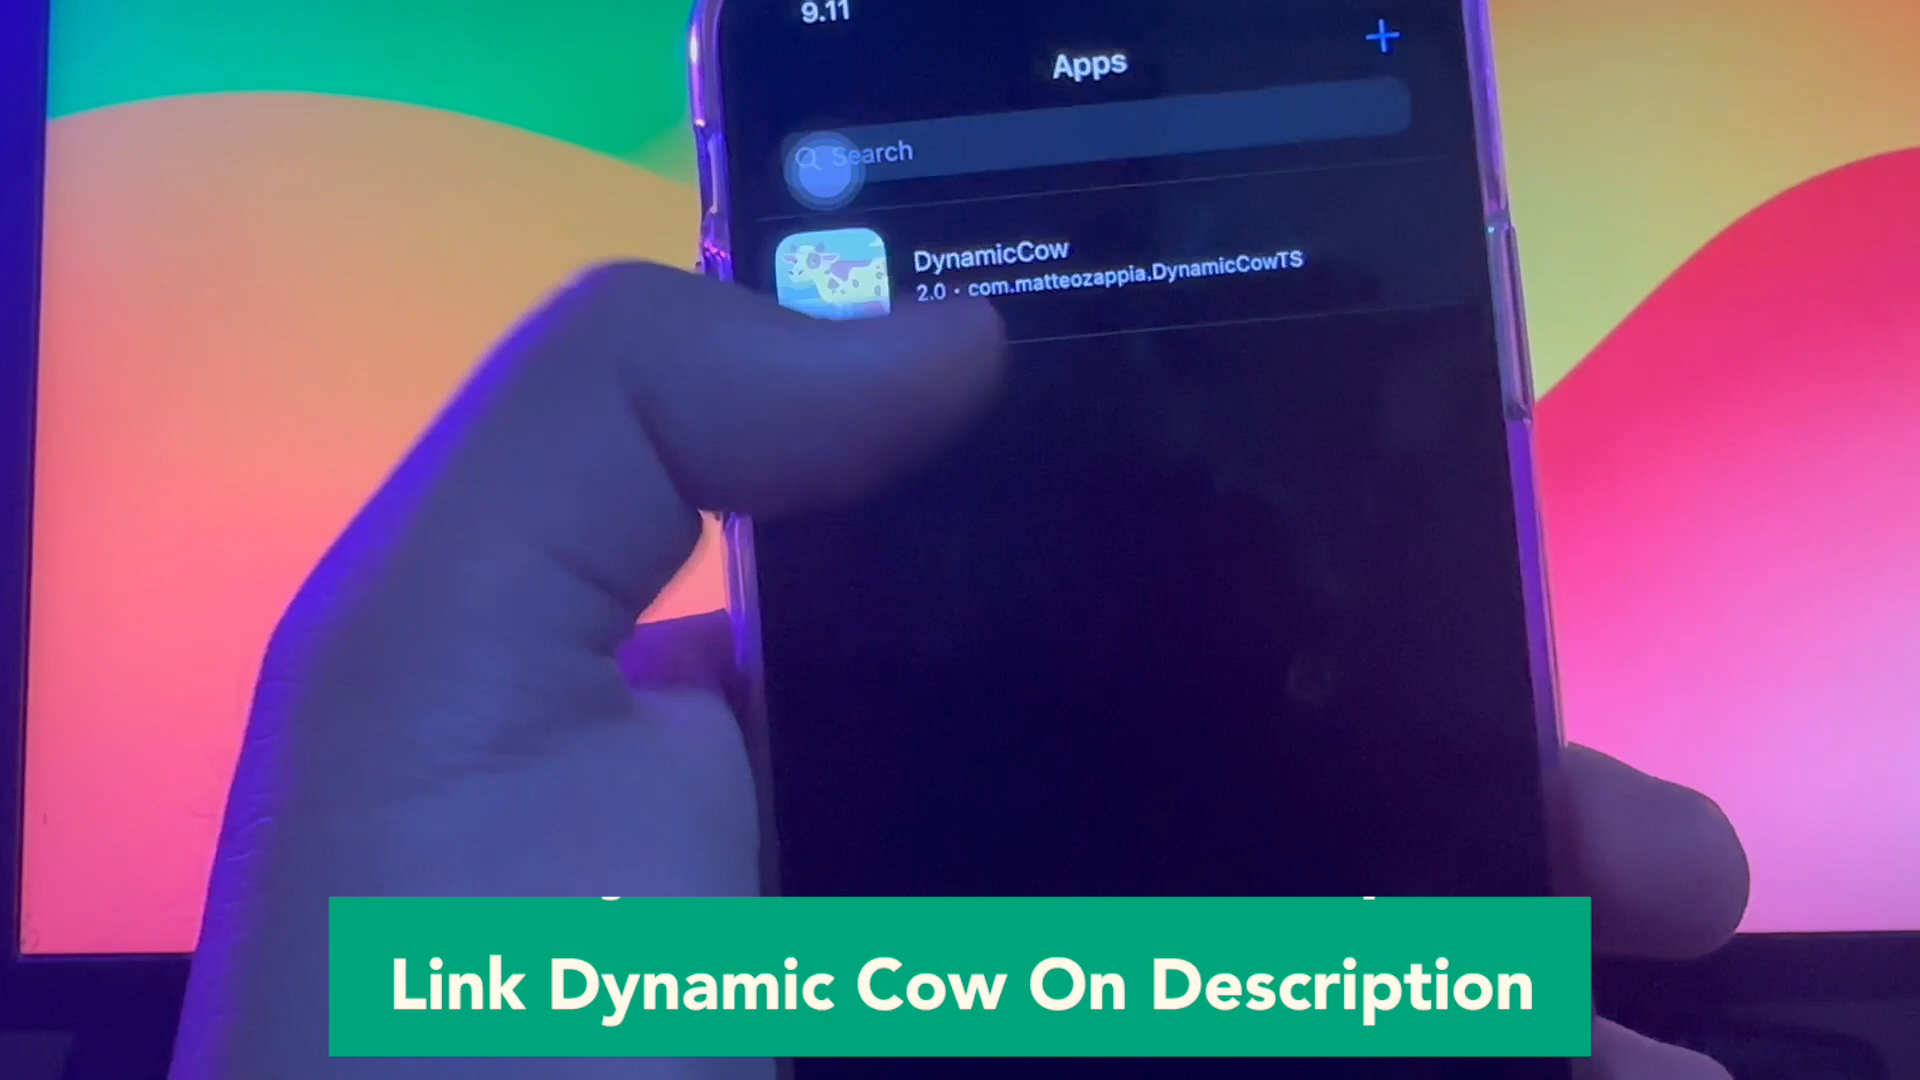 9.11
Apps
Search
DynamicCow
2.0 • com.matteozappia.DynamicCowTS
Link Dynamic Cow On Description